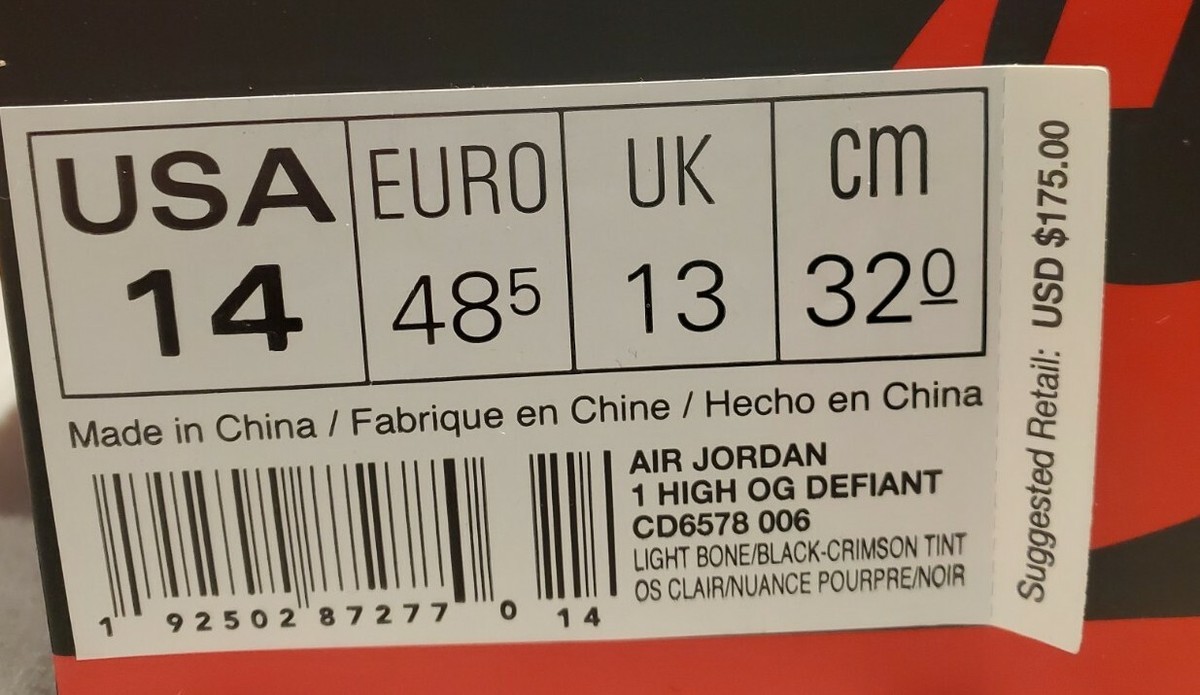 USA EURO UK cm
14 48⁵ 13 32⁰
Made in China / Fabrique en Chine / Hecho en China
AIR JORDAN
1 HIGH OG DEFIANT
CD6578 006
LIGHT BONE/BLACK-CRIMSON TINT
OS CLAIR/NUANCE POURPRE/NOIR
1 92502 87277 0 14
Suggested Retail: USD $175.00